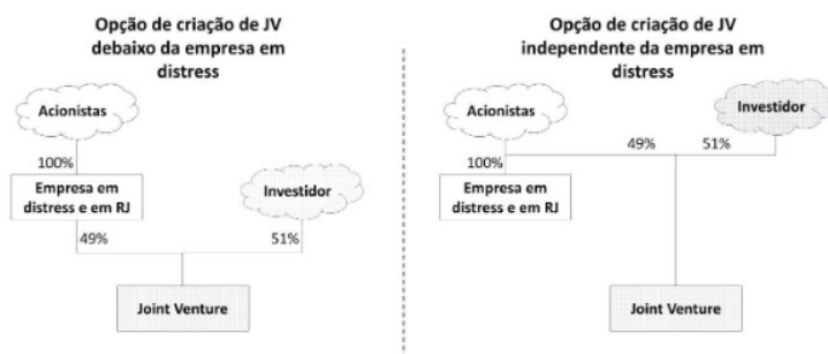 Opção de criação de JV
debaixo da empresa em
distress
Acionistas
100%
Empresa em
distress e em RJ
Investidor
49%
51%
Joint Venture
Opção de criação de JV
independente da empresa em
distress
Acionistas
Investidor
49%
51%
100%
Empresa em
distress e em RJ
Joint Venture